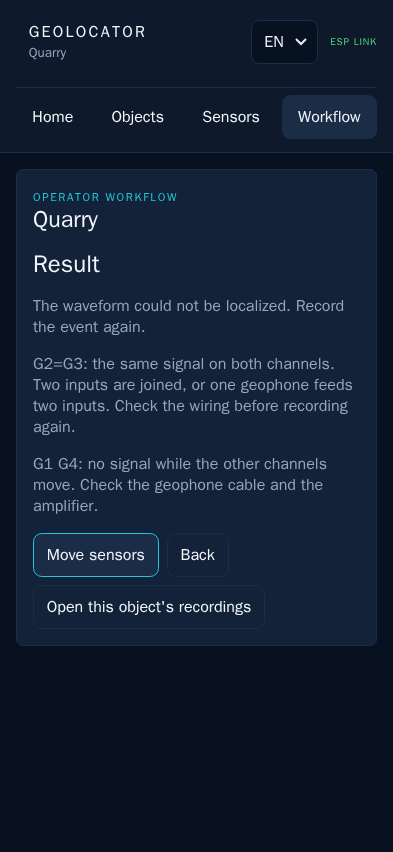 GEOLOCATOR
Quarry
EN
ESP LINK
Home
Objects
Sensors
Workflow
OPERATOR WORKFLOW
Quarry
Result
The waveform could not be localized. Record
the event again.
G2=G3: the same signal on both channels.
Two inputs are joined, or one geophone feeds
two inputs. Check the wiring before recording
again.
G1 G4: no signal while the other channels
move. Check the geophone cable and the
amplifier.
Move sensors
Back
Open this object's recordings